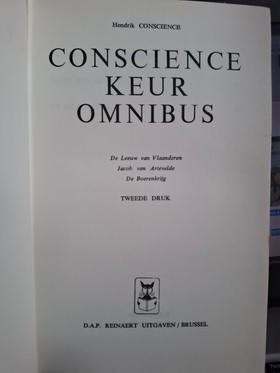 Hendrik CONSCIENCE
CONSCIENCE
KEUR
OMNIBUS
De Leeuw van Vlaanderen
Jacob van Artevelde
De Boerenkrijg
TWEEDE DRUK
D.A.P. REINAERT UITGAVEN / BRUSSEL